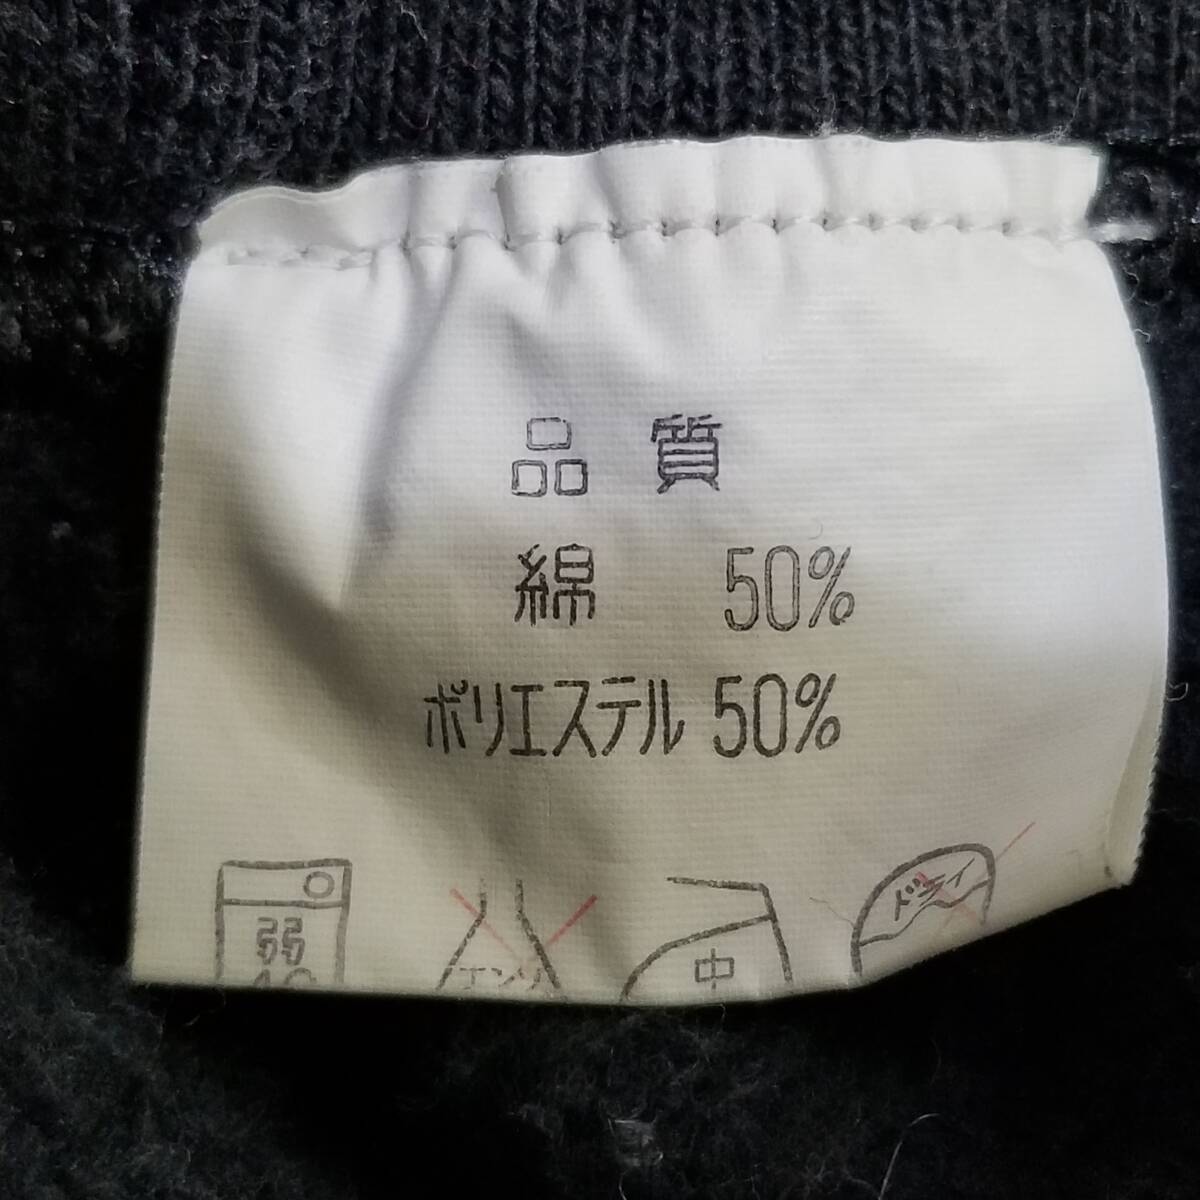 品質
綿 50%
ポリエステル 50%
弱
中
ドライ